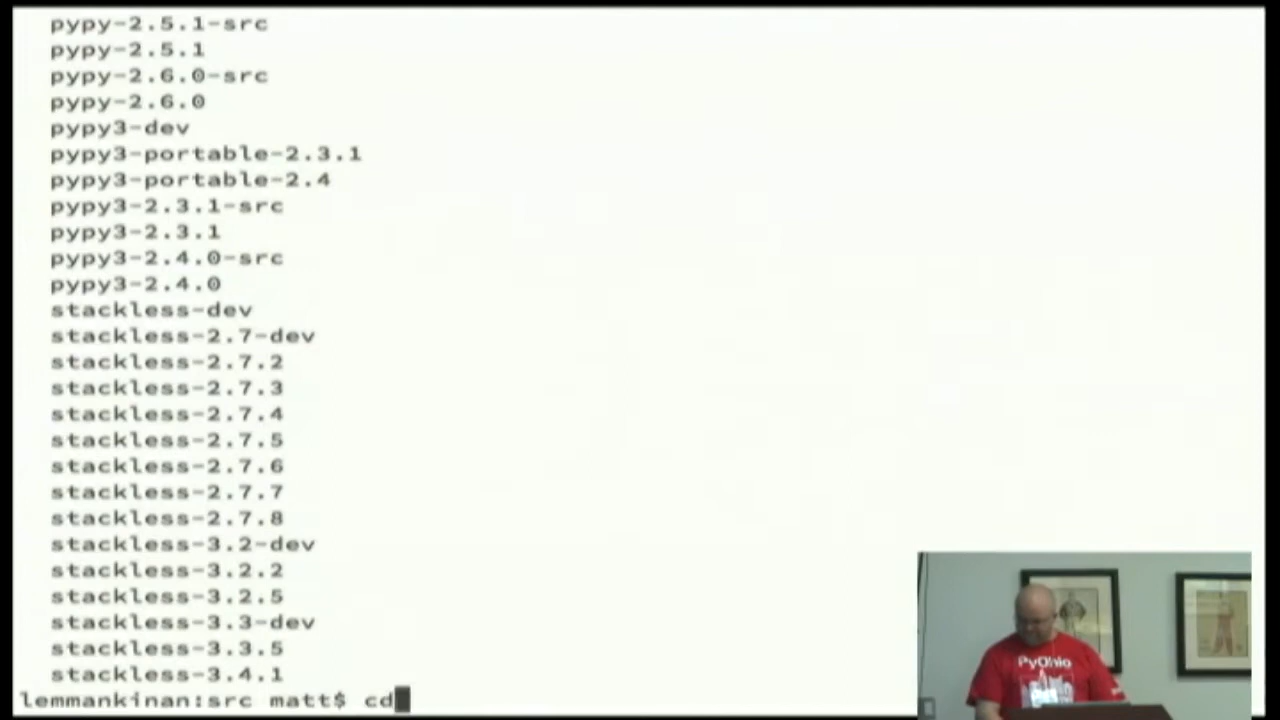 pypy-2.5.1-src
pypy-2.5.1
pypy-2.6.0-src
pypy-2.6.0
pypy3-dev
pypy3-portable-2.3.1
pypy3-portable-2.4
pypy3-2.3.1-src
pypy3-2.3.1
pypy3-2.4.0-src
pypy3-2.4.0
stackless-dev
stackless-2.7-dev
stackless-2.7.2
stackless-2.7.3
stackless-2.7.4
stackless-2.7.5
stackless-2.7.6
stackless-2.7.7
stackless-2.7.8
stackless-3.2-dev
stackless-3.2.2
stackless-3.2.5
stackless-3.3-dev
stackless-3.3.5
stackless-3.4.1
lemmankinan:src matt$ cd
PyOhio